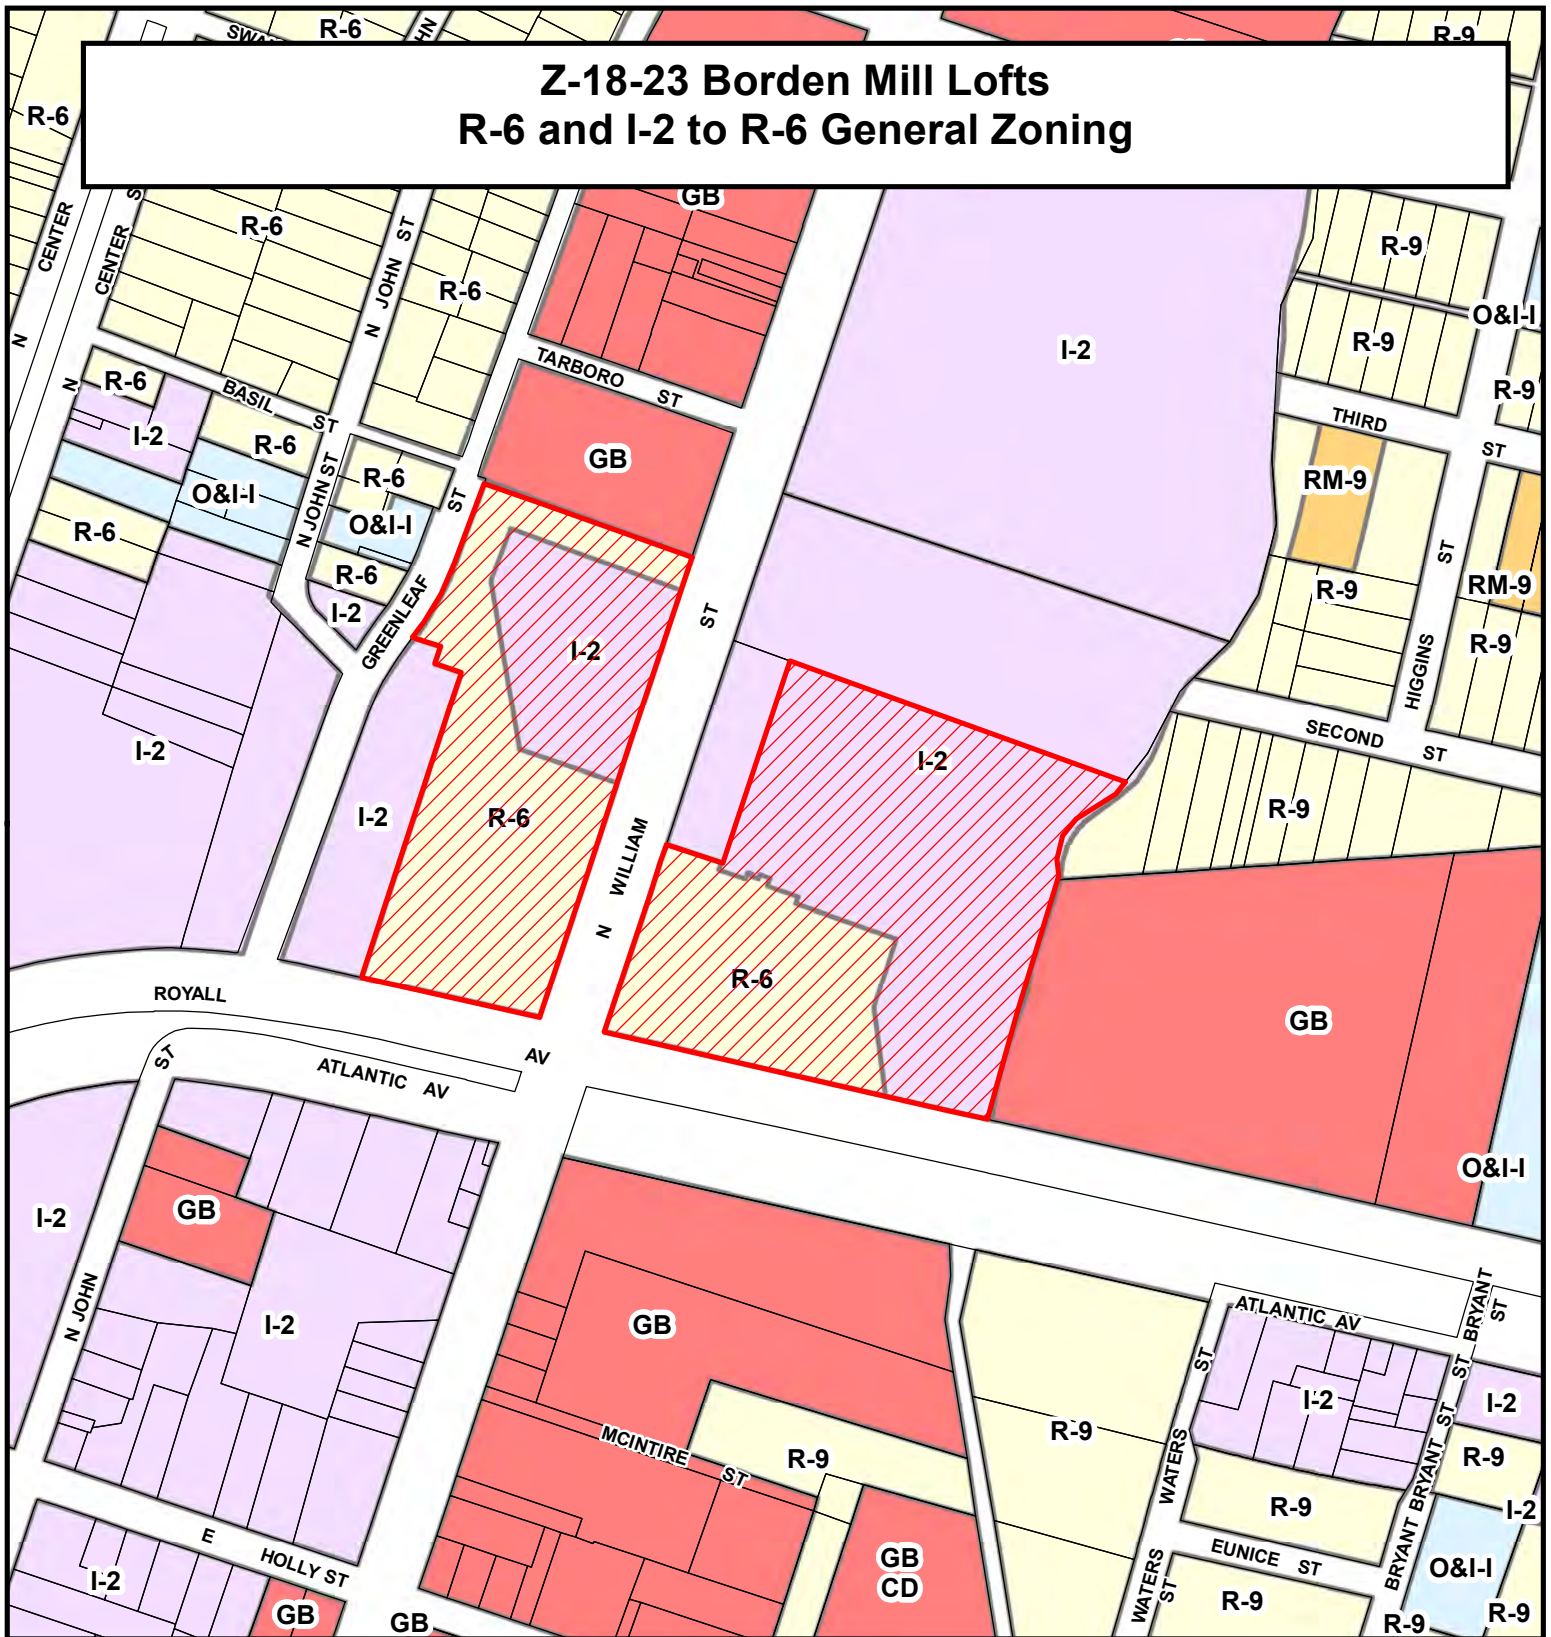 R-6
R-9
Z-18-23 Borden Mill Lofts
R-6 and I-2 to R-6 General Zoning
R-6
GB
R-6
R-9
N CENTER
CENTER
N JOHN ST
R-6
O&I-I
R-9
I-2
TARBORO ST
R-6
BASIL ST
R-9
THIRD ST
I-2
R-6
GB
R-6
RM-9
O&I-I
N JOHN ST
O&I-I
ST
R-6
R-6
I-2
GREENLEAF
ST
ST
R-9
RM-9
I-2
R-9
HIGGINS
I-2
SECOND ST
I-2
R-9
I-2
R-6
N WILLIAM
R-6
ROYALL
AV
GB
ST
ATLANTIC AV
O&I-I
I-2
GB
N JOHN
I-2
GB
ATLANTIC AV
BRYANT ST
ST
ST
I-2
I-2
R-9
MCINTIRE ST
R-9
R-9
WATERS
BRYANT ST
R-9
I-2
E HOLLY ST
EUNICE ST
I-2
GB
CD
O&I-I
BRYANT
WATERS ST
R-9
R-9
GB
GB
R-9